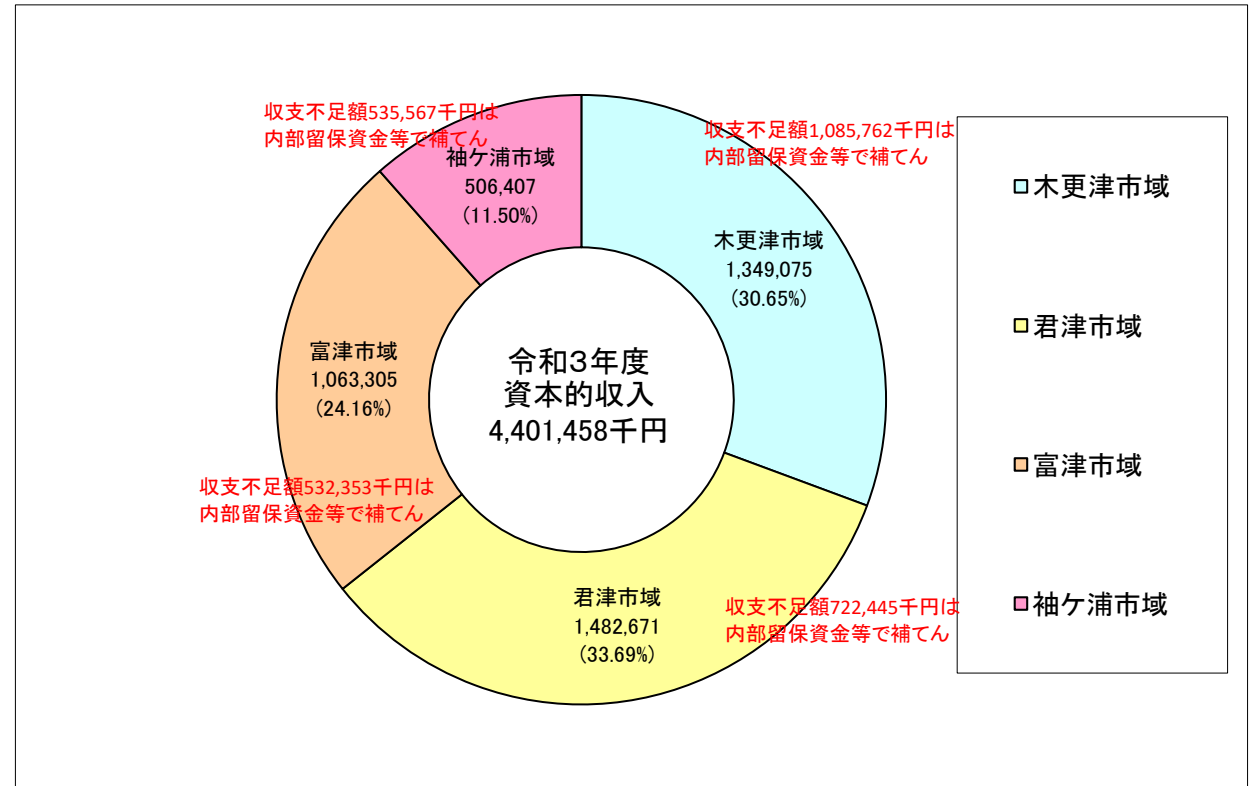 収支不足額535,567千円は
内部留保資金等で補てん
収支不足額1,085,762千円は
内部留保資金等で補てん
袖ケ浦市域
506,407
(11.50%)
木更津市域
1,349,075
(30.65%)
富津市域
1,063,305
(24.16%)
令和3年度
資本的収入
4,401,458千円
収支不足額532,353千円は
内部留保資金等で補てん
君津市域
1,482,671
(33.69%)
収支不足額722,445千円は
内部留保資金等で補てん
木更津市域
君津市域
富津市域
袖ケ浦市域